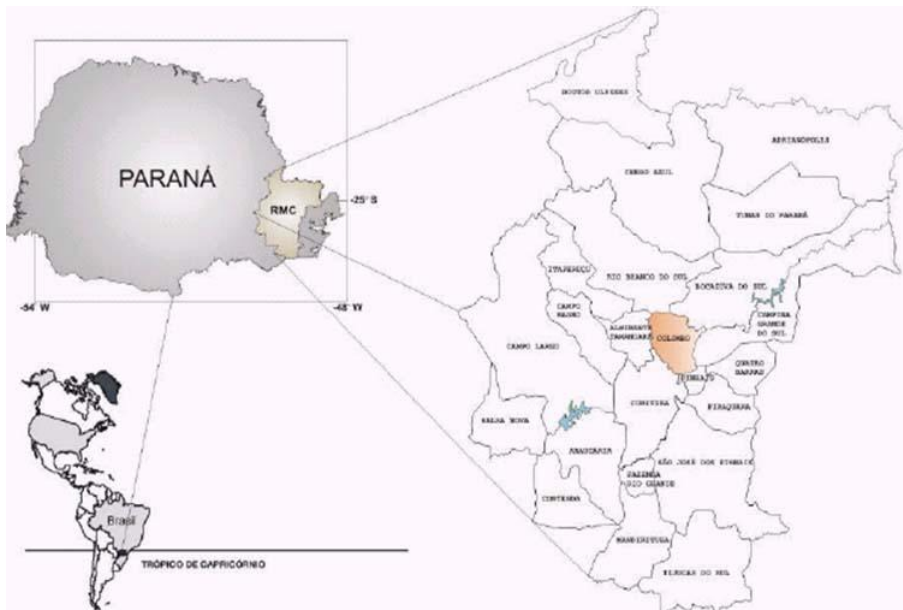 PARANÁ
RMC
-25° S
-54° W
-48° W
Brasil
TRÓPICO DE CAPRICÓRNIO
DOUTOR ULYSSES
ADRIANÓPOLIS
CERRO AZUL
TUNAS DO PARANÁ
ITAPERUÇU
RIO BRANCO DO SUL
BOCAIUVA DO SUL
CAMPO
MAGRO
ALMIRANTE
TAMANDARÉ
COLOMBO
CAMPINA
GRANDE
DO SUL
CAMPO LARGO
QUATRO
BARRAS
PINHAIS
CURITIBA
PIRAQUARA
BALSA NOVA
ARAUCÁRIA
SÃO JOSÉ DOS PINHAIS
FAZENDA
RIO GRANDE
CONTENDA
MANDIRITUBA
TIJUCAS DO SUL